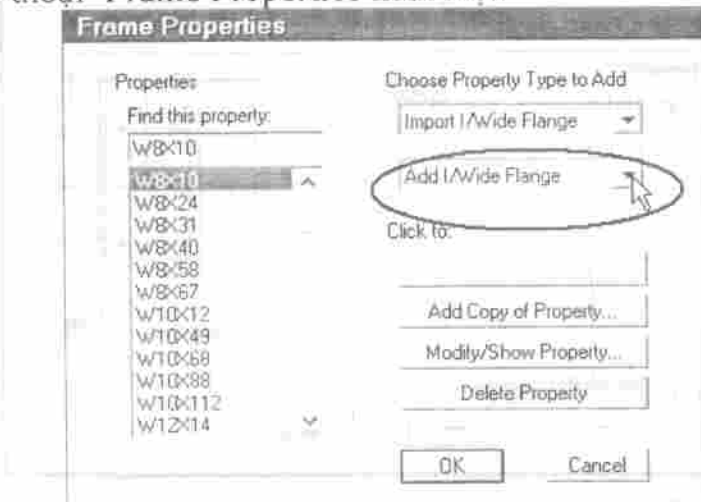 Frame Properties
Frame Properties
Properties
Find this property:
W8X10
W8X10
W8X24
W8X31
W8X40
W8X58
W8X67
W10X12
W10X49
W10X68
W10X88
W10X112
W12X14
Choose Property Type to Add
Import I/Wide Flange
Add I/Wide Flange
Click to:
Add Copy of Property...
Modify/Show Property...
Delete Property
OK
Cancel